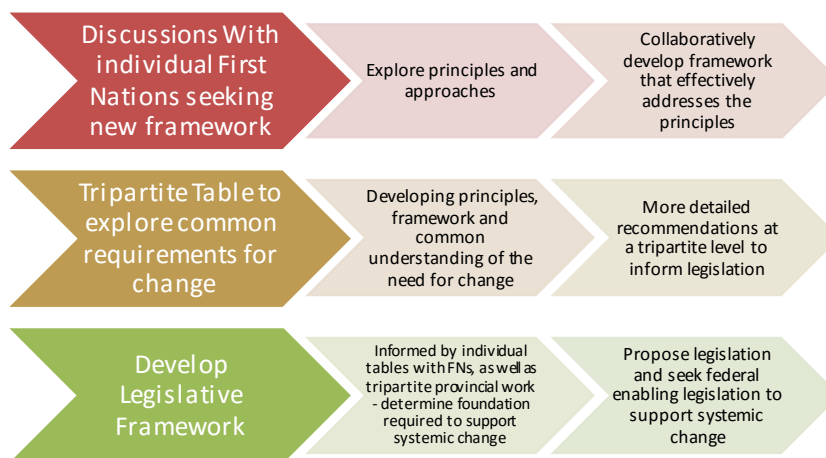 Discussions With
individual First
Nations seeking
new framework
Explore principles and
approaches
Collaboratively
develop framework
that effectively
addresses the
principles
Tripartite Table to
explore common
requirements for
change
Developing principles,
framework and
common
understanding of the
need for change
More detailed
recommendations at
a tripartite level to
inform legislation
Develop
Legislative
Framework
Informed by individual
tables with FNs, as well as
tripartite provincial work
- determine foundation
required to support
systemic change
Propose legislation
and seek federal
enabling legislation to
support systemic
change